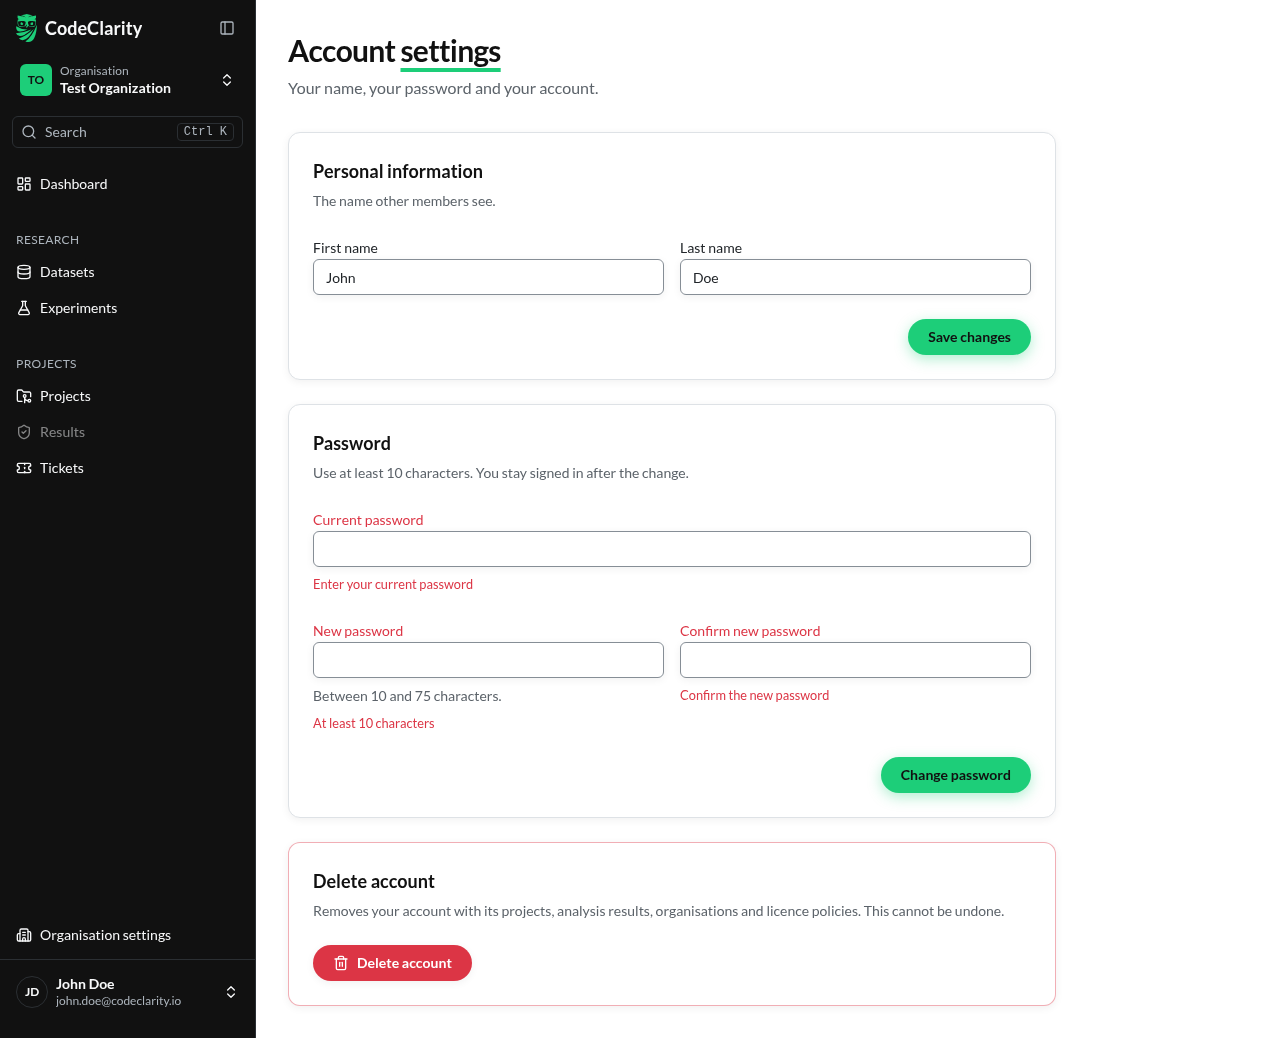 CodeClarity
TO
Organisation
Test Organization
Search
Ctrl K
Dashboard
RESEARCH
Datasets
Experiments
PROJECTS
Projects
Results
Tickets
Organisation settings
JD
John Doe
john.doe@codeclarity.io
Account settings
Your name, your password and your account.
Personal information
The name other members see.
First name
Last name
John
Doe
Save changes
Password
Use at least 10 characters. You stay signed in after the change.
Current password
Enter your current password
New password
Confirm new password
Between 10 and 75 characters.
Confirm the new password
At least 10 characters
Change password
Delete account
Removes your account with its projects, analysis results, organisations and licence policies. This cannot be undone.
Delete account